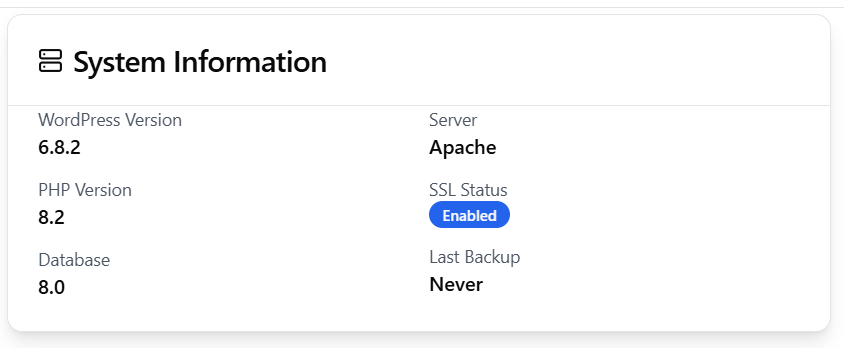 System Information
WordPress Version
6.8.2
Server
Apache
PHP Version
8.2
SSL Status
Enabled
Database
8.0
Last Backup
Never